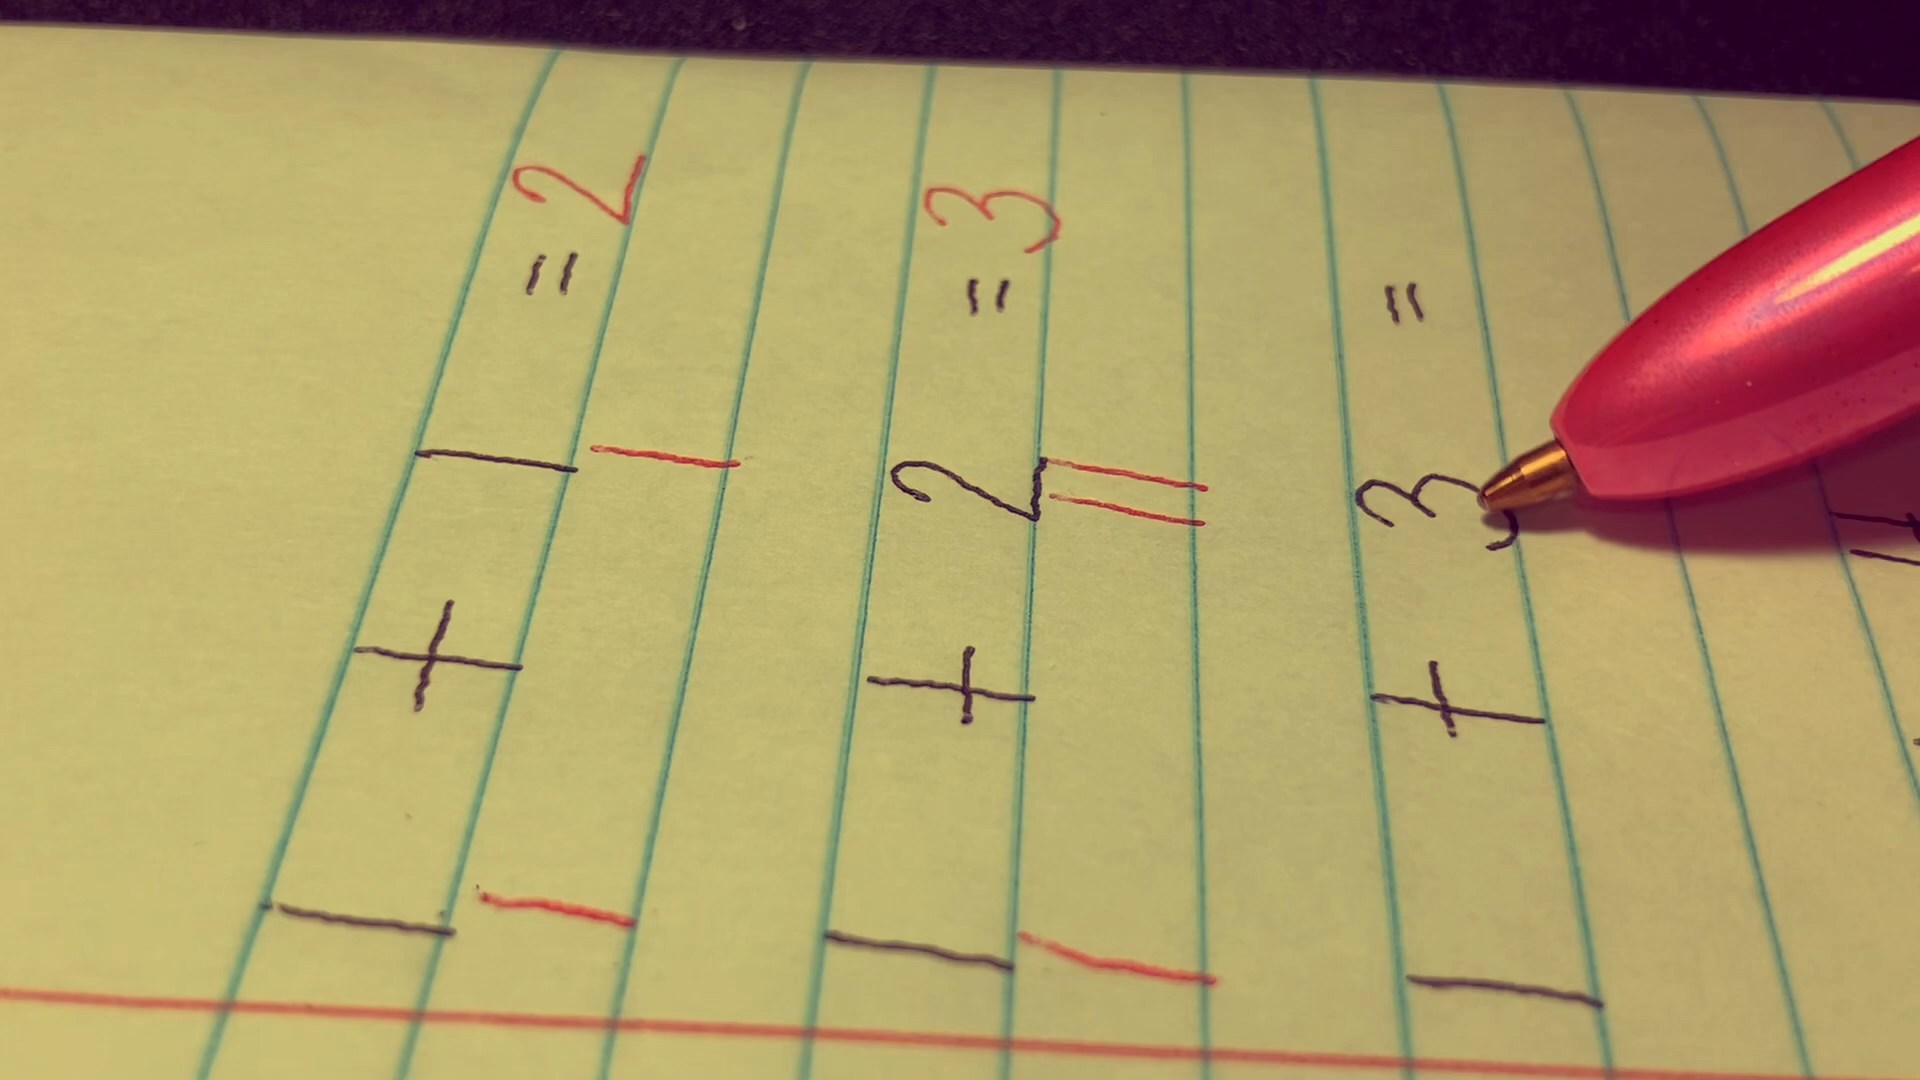 1 + 1 = 2
| |
1 + 2 = 3
| ||
1 + 3 =